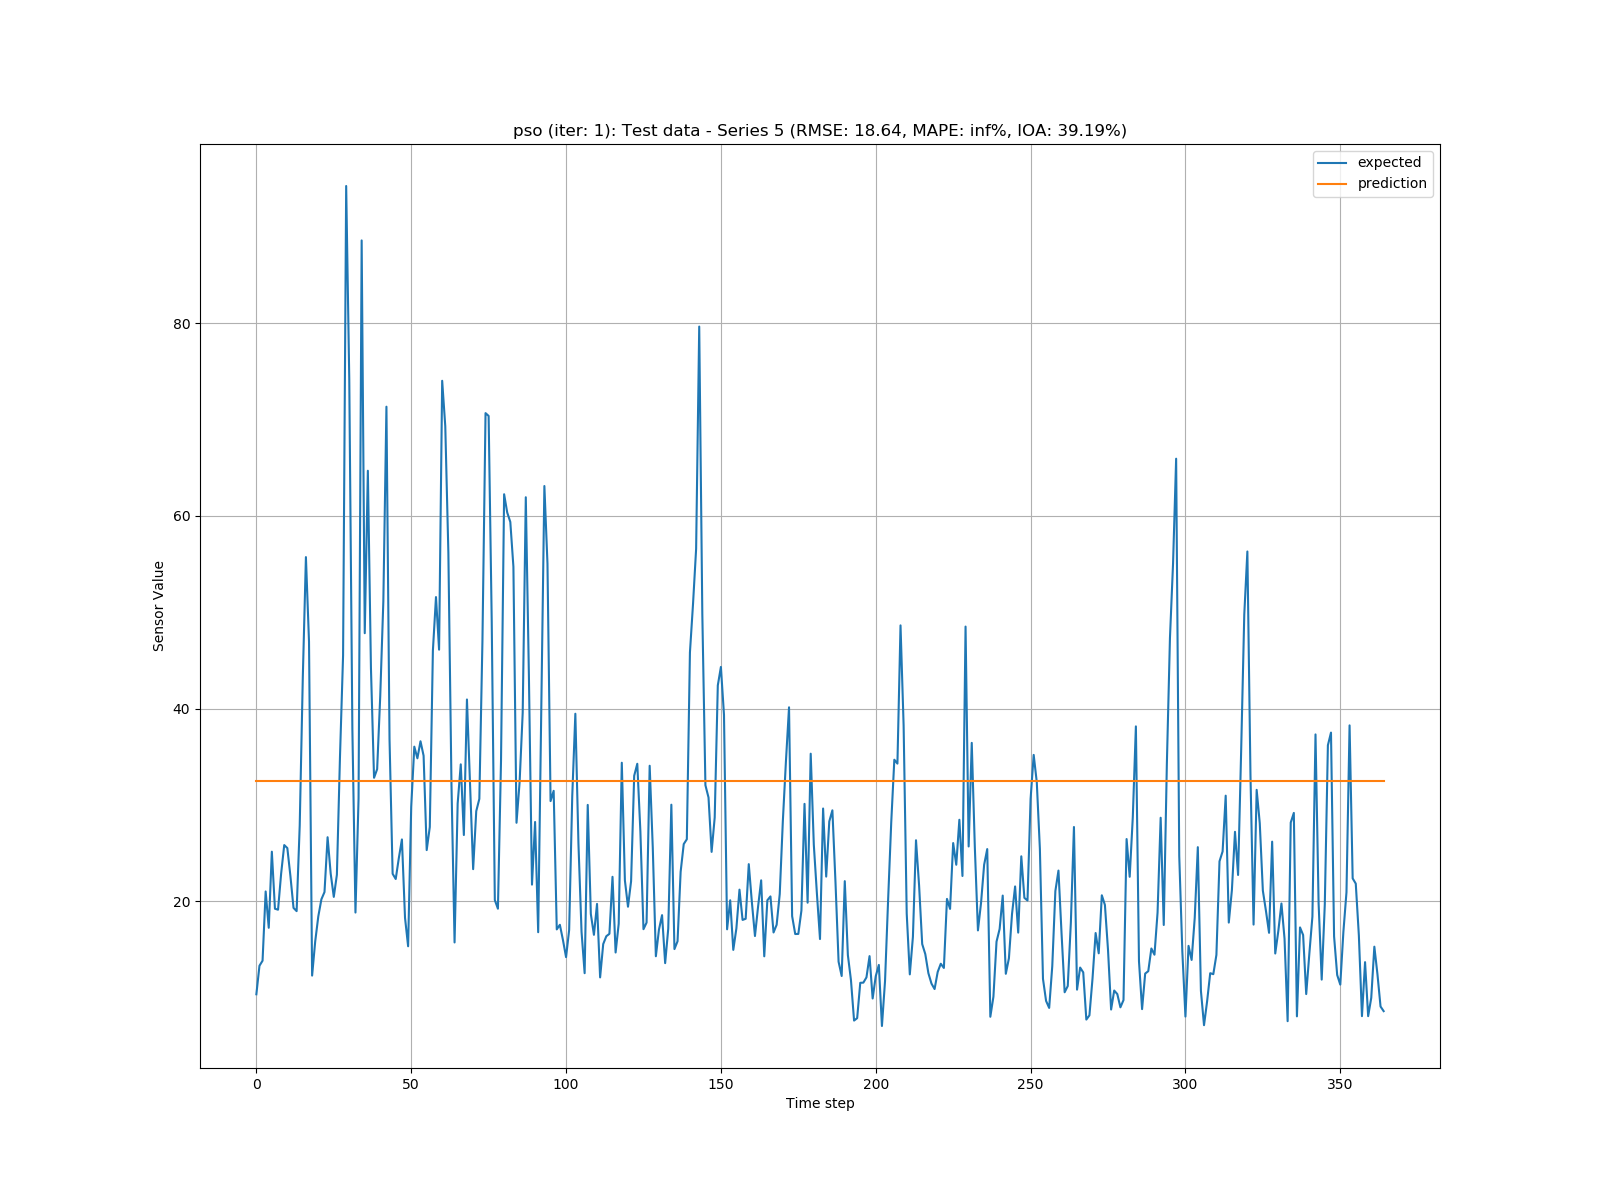 pso (iter: 1): Test data - Series 5 (RMSE: 18.64, MAPE: inf%, IOA: 39.19%)
expected
prediction
80
60
40
20
Sensor Value
0 50 100 150 200 250 300 350
Time step